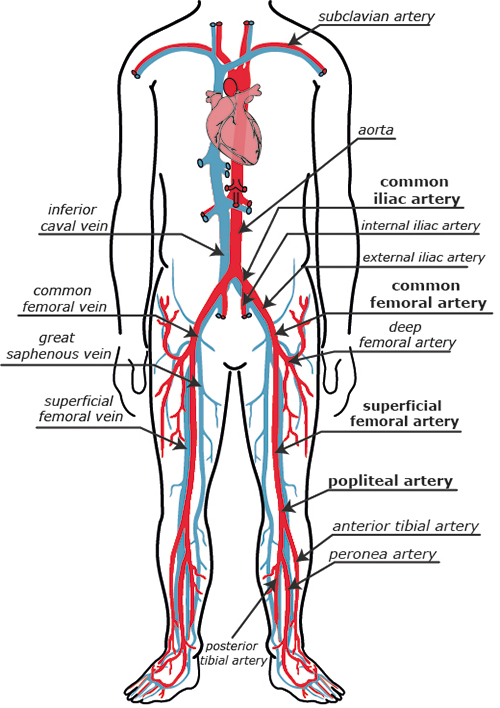 subclavian artery
aorta
common
iliac artery
inferior
caval vein
internal iliac artery
external iliac artery
common
femoral vein
common
femoral artery
great
saphenous vein
deep
femoral artery
superficial
femoral vein
superficial
femoral artery
popliteal artery
anterior tibial artery
peronea artery
posterior
tibial artery